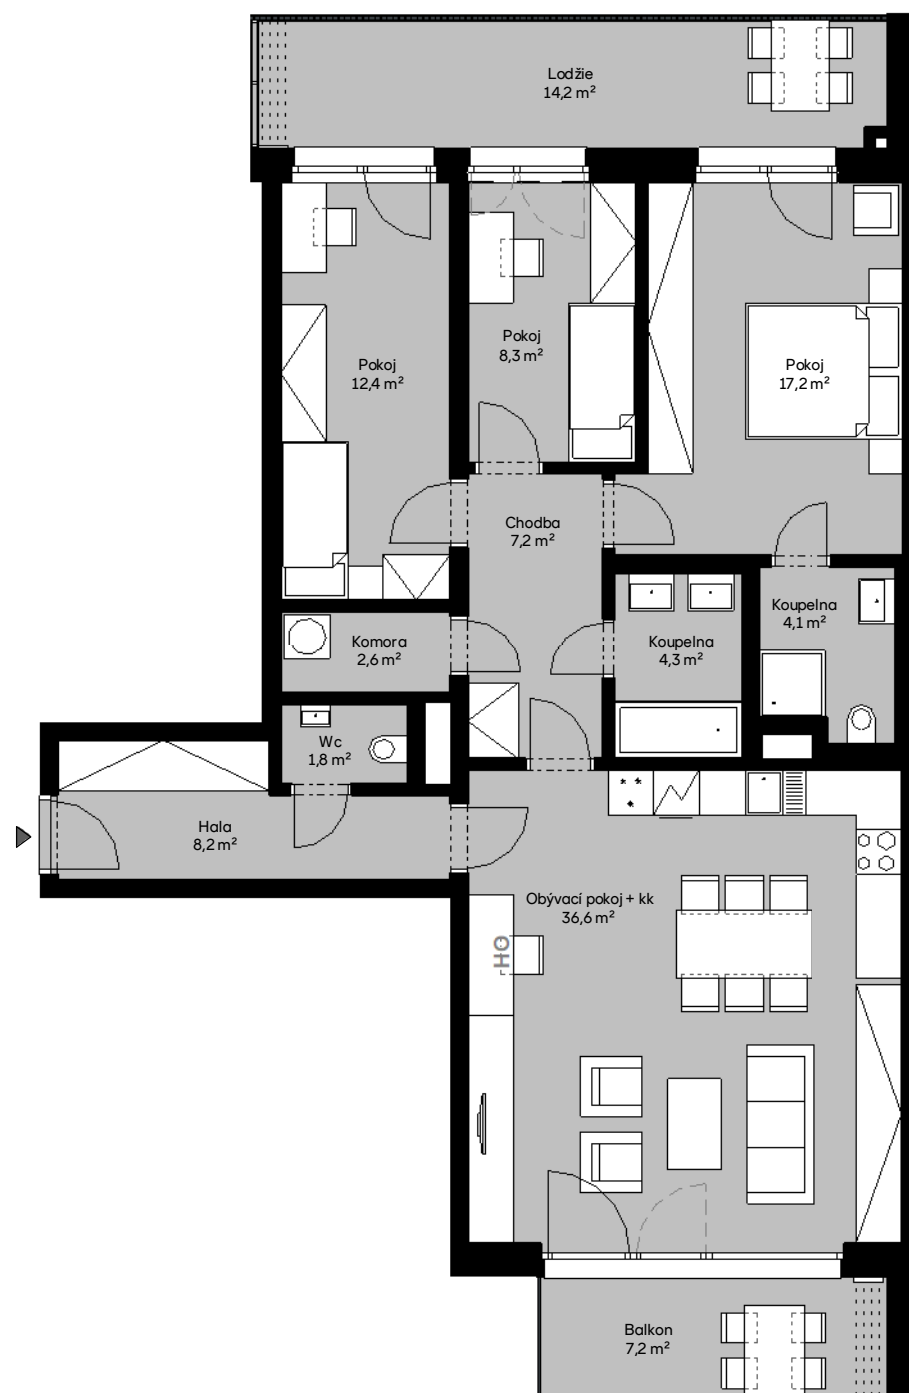 Lodžie
14,2 m²
Pokoj
12,4 m²
Pokoj
8,3 m²
Pokoj
17,2 m²
Chodba
7,2 m²
Koupelna
4,1 m²
Komora
2,6 m²
Koupelna
4,3 m²
Wc
1,8 m²
Hala
8,2 m²
Obývací pokoj + kk
36,6 m²
HO
Balkon
7,2 m²